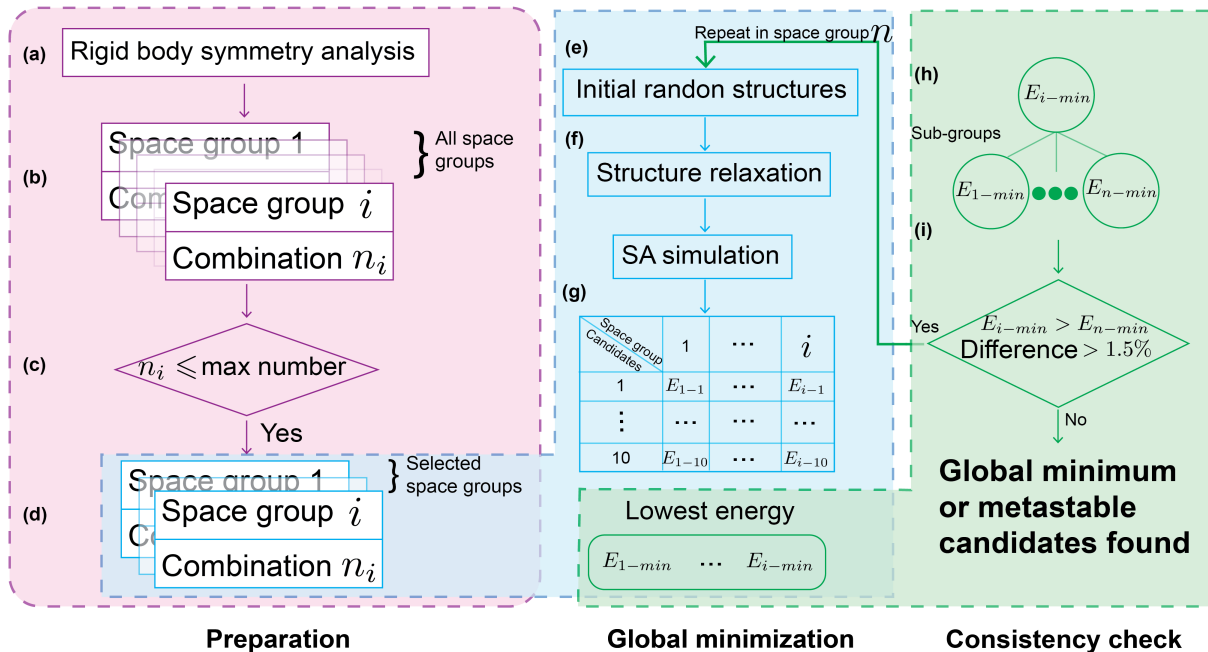 (a)
Rigid body symmetry analysis
(b)
Space group 1
Com
All space
groups
Space group i
Combination n_i
(c)
n_i ⩽ max number
Yes
(d)
Space group 1
Co
Selected
space groups
Space group i
Combination n_i
Preparation
Repeat in space group n
(e)
Initial randon structures
(f)
Structure relaxation
SA simulation
(g)
Space group
Candidates
1 ··· i
1 E_{1-1} ··· E_{i-1}
⋮ ··· ··· ···
10 E_{1-10} ··· E_{i-10}
Lowest energy
E_{1-min} ··· E_{i-min}
Global minimization
(h)
E_{i-min}
Sub-groups
E_{1-min} ●●● E_{n-min}
(i)
Yes
E_{i-min} > E_{n-min}
Difference > 1.5%
No
Global minimum
or metastable
candidates found
Consistency check